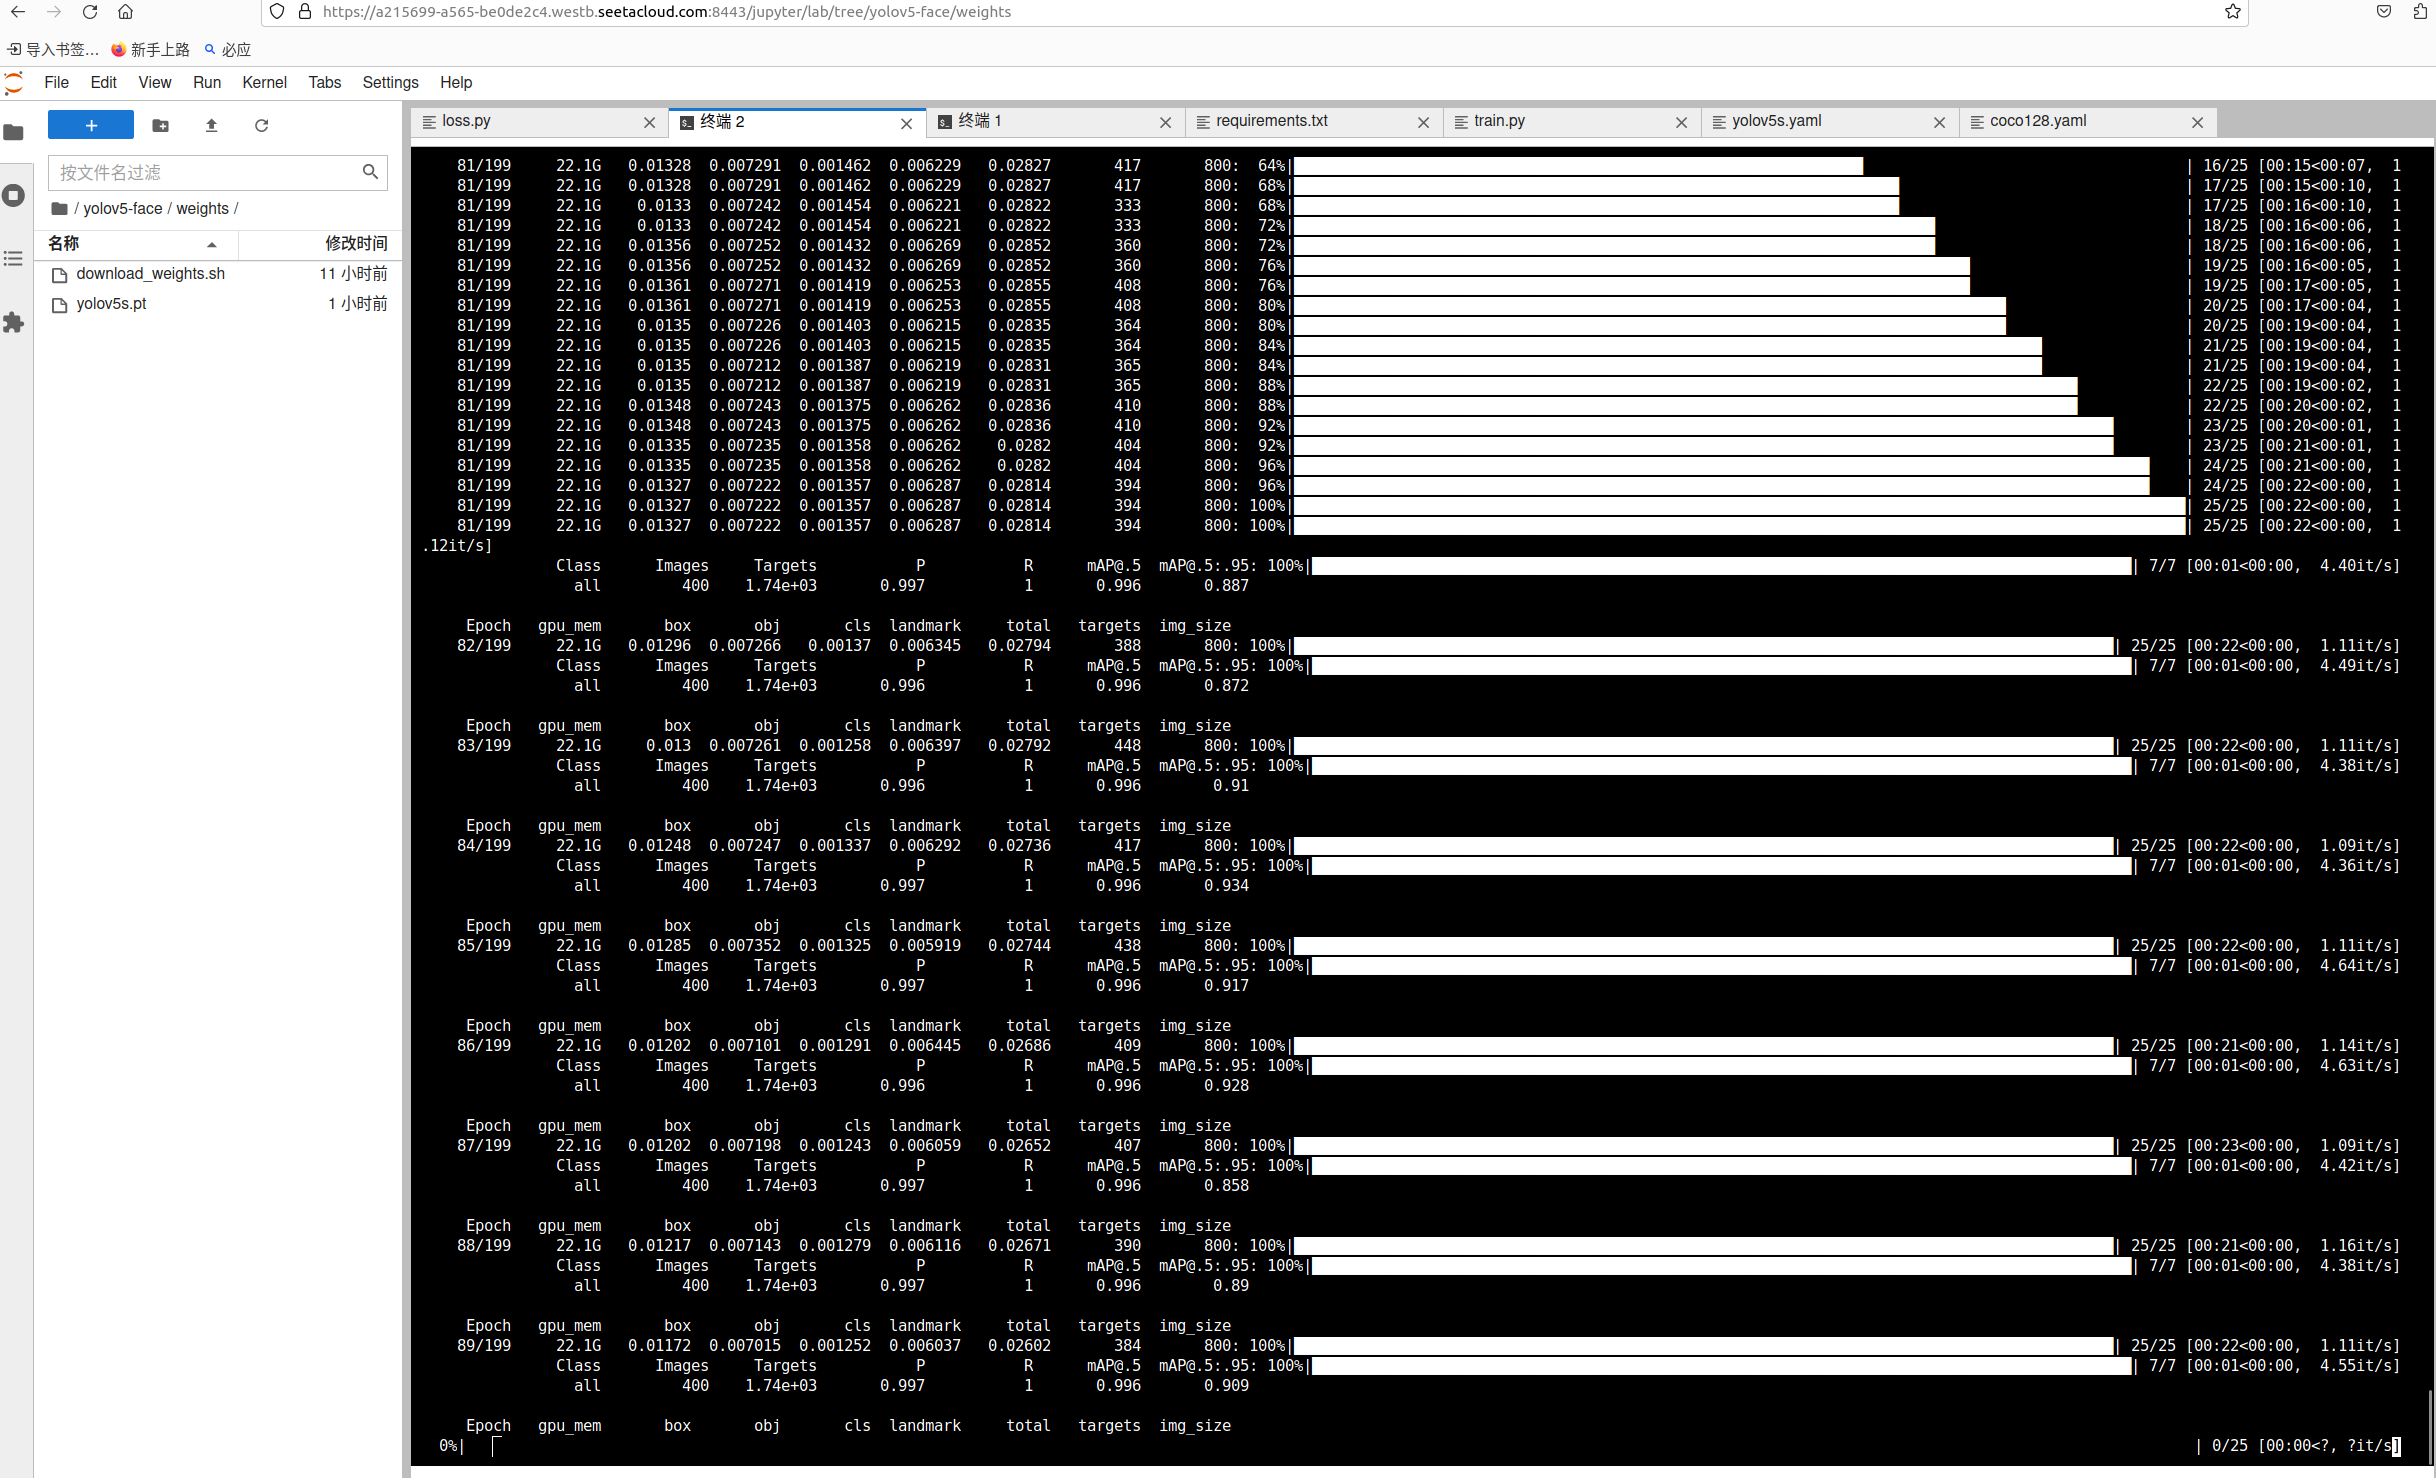 https://a215699-a565-be0de2c4.westb.seetacloud.com:8443/jupyter/lab/tree/yolov5-face/weights
导入书签… 新手上路 必应
File Edit View Run Kernel Tabs Settings Help
+
按文件名过滤
/ yolov5-face / weights /
名称 修改时间
download_weights.sh 11 小时前
yolov5s.pt 1 小时前
loss.py 终端 2 终端 1 requirements.txt train.py yolov5s.yaml coco128.yaml
81/199 22.1G 0.01328 0.007291 0.001462 0.006229 0.02827 417 800: 64%| | 16/25 [00:15<00:07, 1
81/199 22.1G 0.01328 0.007291 0.001462 0.006229 0.02827 417 800: 68%| | 17/25 [00:15<00:10, 1
81/199 22.1G 0.0133 0.007242 0.001454 0.006221 0.02822 333 800: 68%| | 17/25 [00:16<00:10, 1
81/199 22.1G 0.0133 0.007242 0.001454 0.006221 0.02822 333 800: 72%| | 18/25 [00:16<00:06, 1
81/199 22.1G 0.01356 0.007252 0.001432 0.006269 0.02852 360 800: 72%| | 18/25 [00:16<00:06, 1
81/199 22.1G 0.01356 0.007252 0.001432 0.006269 0.02852 360 800: 76%| | 19/25 [00:16<00:05, 1
81/199 22.1G 0.01361 0.007271 0.001419 0.006253 0.02855 408 800: 76%| | 19/25 [00:17<00:05, 1
81/199 22.1G 0.01361 0.007271 0.001419 0.006253 0.02855 408 800: 80%| | 20/25 [00:17<00:04, 1
81/199 22.1G 0.0135 0.007226 0.001403 0.006215 0.02835 364 800: 80%| | 20/25 [00:19<00:04, 1
81/199 22.1G 0.0135 0.007226 0.001403 0.006215 0.02835 364 800: 84%| | 21/25 [00:19<00:04, 1
81/199 22.1G 0.0135 0.007212 0.001387 0.006219 0.02831 365 800: 84%| | 21/25 [00:19<00:04, 1
81/199 22.1G 0.0135 0.007212 0.001387 0.006219 0.02831 365 800: 88%| | 22/25 [00:19<00:02, 1
81/199 22.1G 0.01348 0.007243 0.001375 0.006262 0.02836 410 800: 88%| | 22/25 [00:20<00:02, 1
81/199 22.1G 0.01348 0.007243 0.001375 0.006262 0.02836 410 800: 92%| | 23/25 [00:20<00:01, 1
81/199 22.1G 0.01335 0.007235 0.001358 0.006262 0.0282 404 800: 92%| | 23/25 [00:21<00:01, 1
81/199 22.1G 0.01335 0.007235 0.001358 0.006262 0.0282 404 800: 96%| | 24/25 [00:21<00:00, 1
81/199 22.1G 0.01327 0.007222 0.001357 0.006287 0.02814 394 800: 96%| | 24/25 [00:22<00:00, 1
81/199 22.1G 0.01327 0.007222 0.001357 0.006287 0.02814 394 800: 100%| | 25/25 [00:22<00:00, 1
81/199 22.1G 0.01327 0.007222 0.001357 0.006287 0.02814 394 800: 100%| | 25/25 [00:22<00:00, 1
.12it/s]
Class Images Targets P R mAP@.5 mAP@.5:.95: 100%| | 7/7 [00:01<00:00, 4.40it/s]
all 400 1.74e+03 0.997 1 0.996 0.887
Epoch gpu_mem box obj cls landmark total targets img_size
82/199 22.1G 0.01296 0.007266 0.00137 0.006345 0.02794 388 800: 100%| | 25/25 [00:22<00:00, 1.11it/s]
Class Images Targets P R mAP@.5 mAP@.5:.95: 100%| | 7/7 [00:01<00:00, 4.49it/s]
all 400 1.74e+03 0.996 1 0.996 0.872
Epoch gpu_mem box obj cls landmark total targets img_size
83/199 22.1G 0.013 0.007261 0.001258 0.006397 0.02792 448 800: 100%| | 25/25 [00:22<00:00, 1.11it/s]
Class Images Targets P R mAP@.5 mAP@.5:.95: 100%| | 7/7 [00:01<00:00, 4.38it/s]
all 400 1.74e+03 0.996 1 0.996 0.91
Epoch gpu_mem box obj cls landmark total targets img_size
84/199 22.1G 0.01248 0.007247 0.001337 0.006292 0.02736 417 800: 100%| | 25/25 [00:22<00:00, 1.09it/s]
Class Images Targets P R mAP@.5 mAP@.5:.95: 100%| | 7/7 [00:01<00:00, 4.36it/s]
all 400 1.74e+03 0.997 1 0.996 0.934
Epoch gpu_mem box obj cls landmark total targets img_size
85/199 22.1G 0.01285 0.007352 0.001325 0.005919 0.02744 438 800: 100%| | 25/25 [00:22<00:00, 1.11it/s]
Class Images Targets P R mAP@.5 mAP@.5:.95: 100%| | 7/7 [00:01<00:00, 4.64it/s]
all 400 1.74e+03 0.997 1 0.996 0.917
Epoch gpu_mem box obj cls landmark total targets img_size
86/199 22.1G 0.01202 0.007101 0.001291 0.006445 0.02686 409 800: 100%| | 25/25 [00:21<00:00, 1.14it/s]
Class Images Targets P R mAP@.5 mAP@.5:.95: 100%| | 7/7 [00:01<00:00, 4.63it/s]
all 400 1.74e+03 0.996 1 0.996 0.928
Epoch gpu_mem box obj cls landmark total targets img_size
87/199 22.1G 0.01202 0.007198 0.001243 0.006059 0.02652 407 800: 100%| | 25/25 [00:23<00:00, 1.09it/s]
Class Images Targets P R mAP@.5 mAP@.5:.95: 100%| | 7/7 [00:01<00:00, 4.42it/s]
all 400 1.74e+03 0.997 1 0.996 0.858
Epoch gpu_mem box obj cls landmark total targets img_size
88/199 22.1G 0.01217 0.007143 0.001279 0.006116 0.02671 390 800: 100%| | 25/25 [00:21<00:00, 1.16it/s]
Class Images Targets P R mAP@.5 mAP@.5:.95: 100%| | 7/7 [00:01<00:00, 4.38it/s]
all 400 1.74e+03 0.997 1 0.996 0.89
Epoch gpu_mem box obj cls landmark total targets img_size
89/199 22.1G 0.01172 0.007015 0.001252 0.006037 0.02602 384 800: 100%| | 25/25 [00:22<00:00, 1.11it/s]
Class Images Targets P R mAP@.5 mAP@.5:.95: 100%| | 7/7 [00:01<00:00, 4.55it/s]
all 400 1.74e+03 0.997 1 0.996 0.909
Epoch gpu_mem box obj cls landmark total targets img_size
0%| | 0/25 [00:00<?, ?it/s]